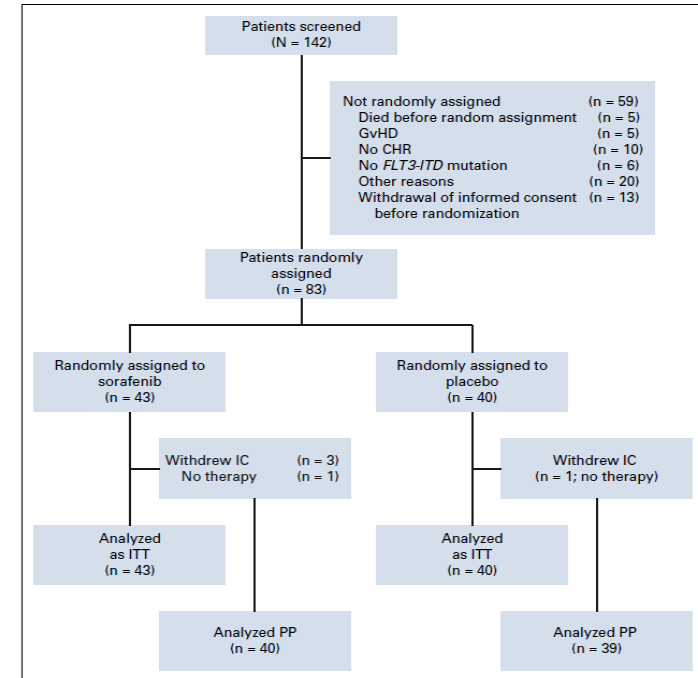 Patients screened
(N = 142)
Not randomly assigned (n = 59)
Died before random assignment (n = 5)
GvHD (n = 5)
No CHR (n = 10)
No FLT3-ITD mutation (n = 6)
Other reasons (n = 20)
Withdrawal of informed consent (n = 13)
before randomization
Patients randomly
assigned
(n = 83)
Randomly assigned to
sorafenib
(n = 43)
Randomly assigned to
placebo
(n = 40)
Withdrew IC (n = 3)
No therapy (n = 1)
Withdrew IC
(n = 1; no therapy)
Analyzed
as ITT
(n = 43)
Analyzed
as ITT
(n = 40)
Analyzed PP
(n = 40)
Analyzed PP
(n = 39)